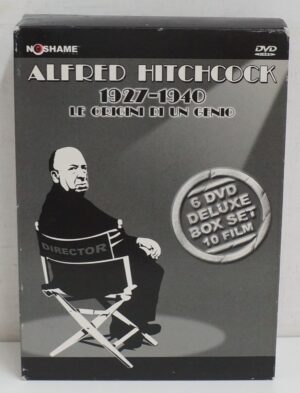 NOSHAME
DVD
ALFRED HITCHCOCK
1927-1940
LE ORIGINI DI UN GENIO
6 DVD
DELUXE
BOX SET
10 FILM
DIRECTOR